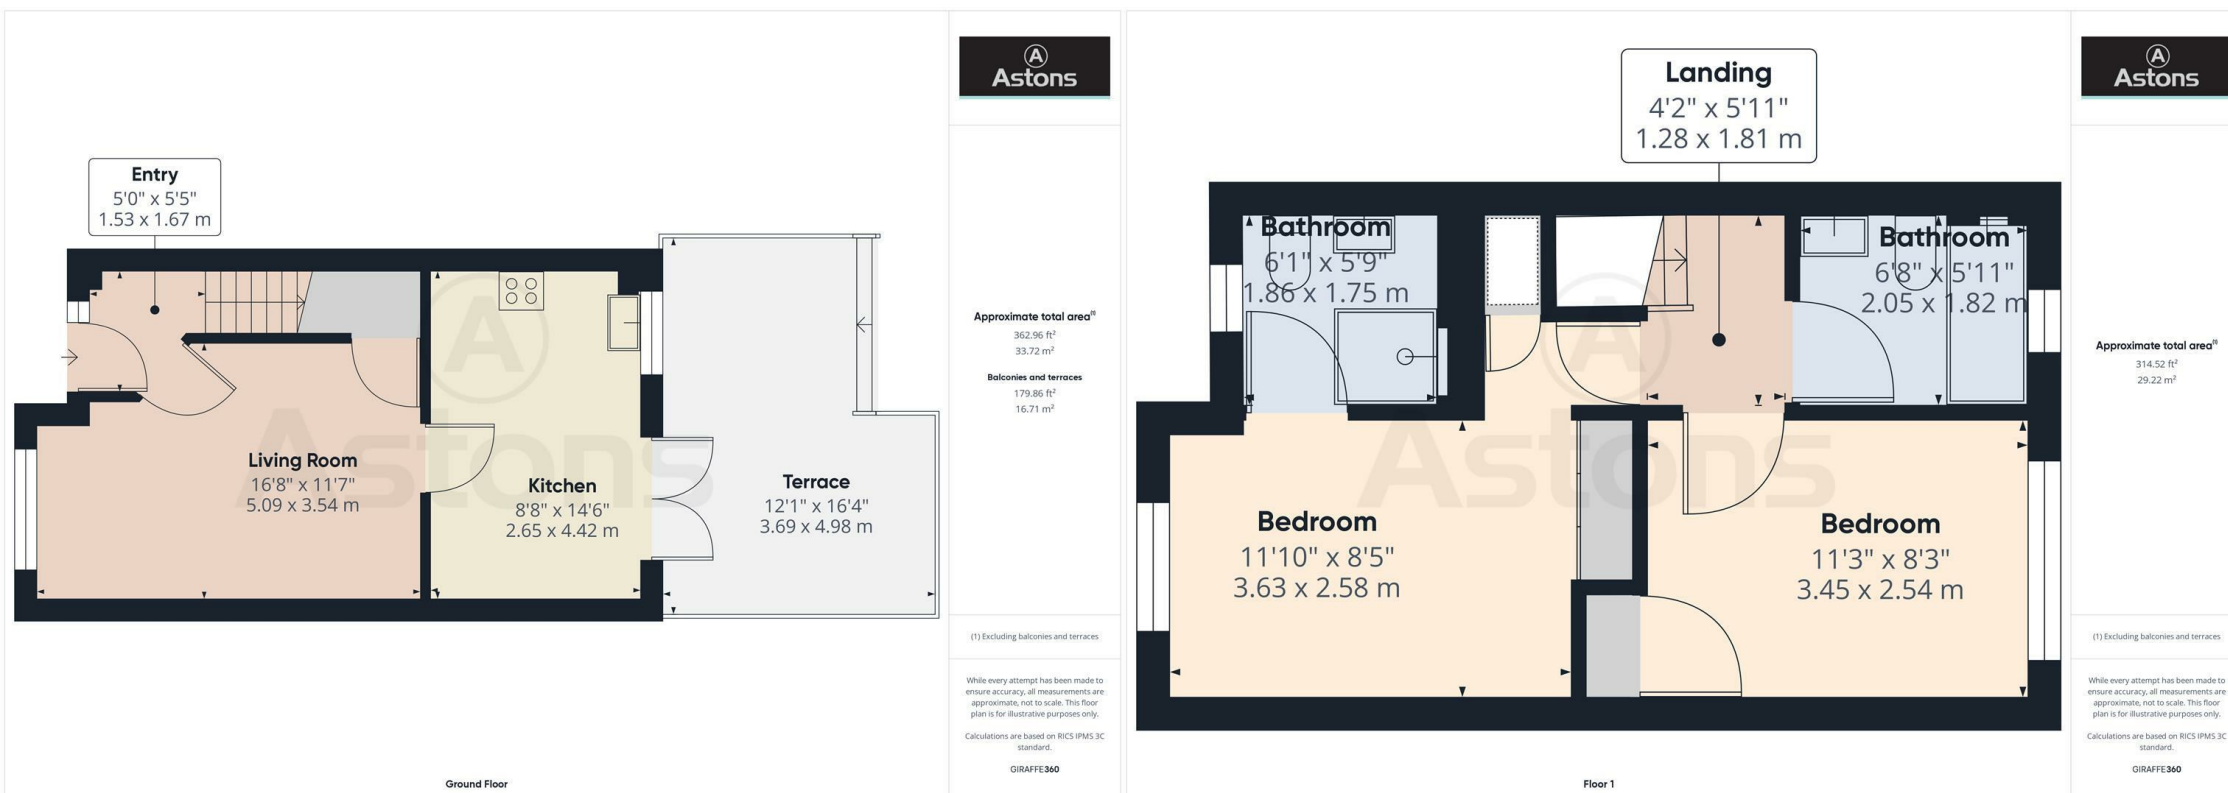 A
Astons
Entry
5'0" x 5'5"
1.53 x 1.67 m
Living Room
16'8" x 11'7"
5.09 x 3.54 m
Kitchen
8'8" x 14'6"
2.65 x 4.42 m
Terrace
12'1" x 16'4"
3.69 x 4.98 m
A
Astons
Approximate total area(1)
362.96 ft²
33.72 m²
Balconies and terraces
179.86 ft²
16.71 m²
(1) Excluding balconies and terraces
While every attempt has been made to
ensure accuracy, all measurements are
approximate, not to scale. This floor
plan is for illustrative purposes only.
Calculations are based on RICS IPMS 3C
standard.
GIRAFFE360
Ground Floor
A
Astons
Landing
4'2" x 5'11"
1.28 x 1.81 m
Bathroom
6'1" x 5'9"
1.86 x 1.75 m
Bathroom
6'8" x 5'11"
2.05 x 1.82 m
A
Astons
Bedroom
11'10" x 8'5"
3.63 x 2.58 m
Bedroom
11'3" x 8'3"
3.45 x 2.54 m
Approximate total area(1)
314.52 ft²
29.22 m²
(1) Excluding balconies and terraces
While every attempt has been made to
ensure accuracy, all measurements are
approximate, not to scale. This floor
plan is for illustrative purposes only.
Calculations are based on RICS IPMS 3C
standard.
GIRAFFE360
Floor 1